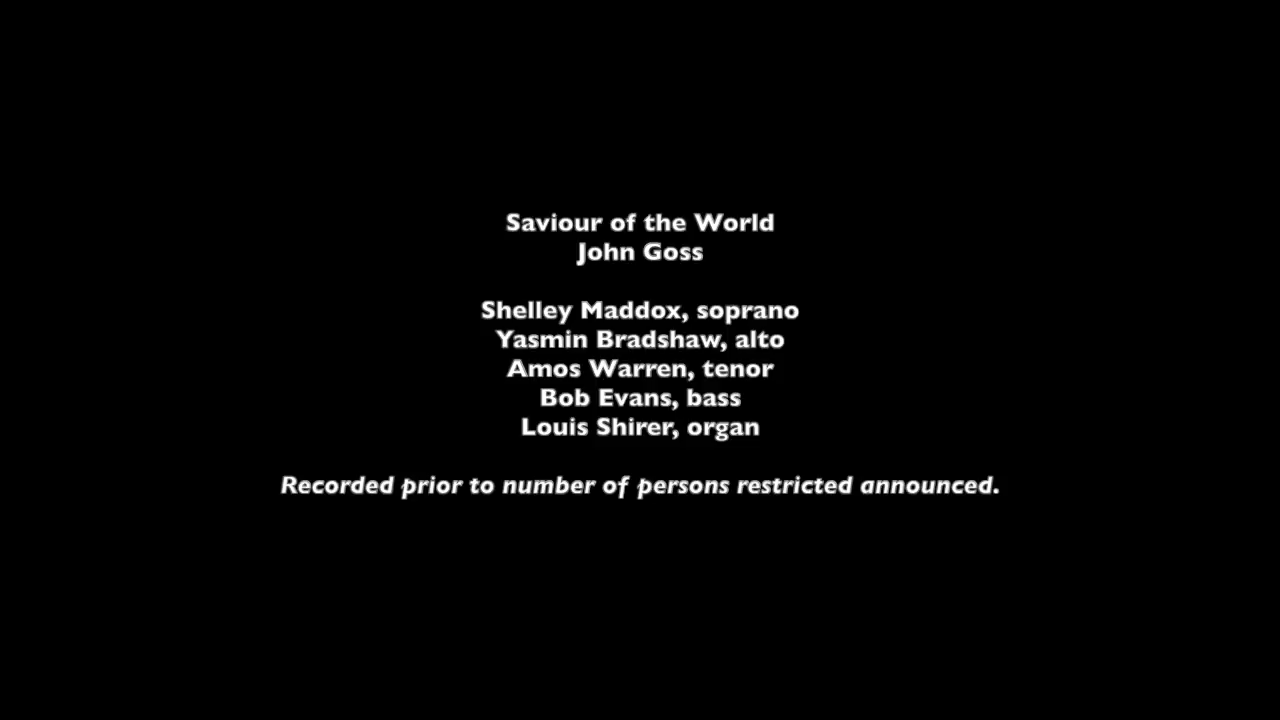 Saviour of the World
John Goss
Shelley Maddox, soprano
Yasmin Bradshaw, alto
Amos Warren, tenor
Bob Evans, bass
Louis Shirer, organ
Recorded prior to number of persons restricted announced.